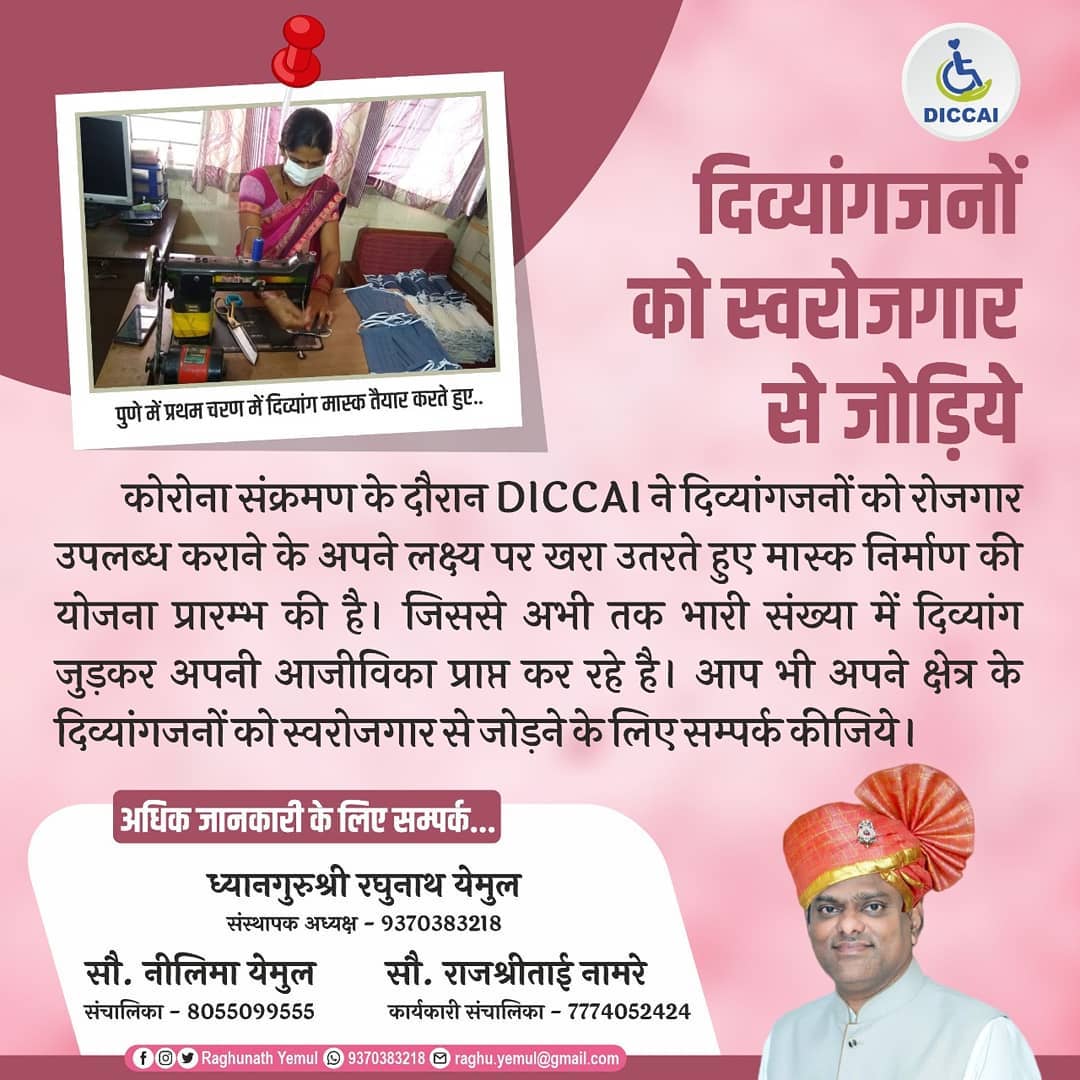 DICCAI
दिव्यांगजनों
को स्वरोजगार
से जोड़िये
पुणे में प्रथम चरण में दिव्यांग मास्क तैयार करते हुए..
कोरोना संक्रमण के दौरान DICCAI ने दिव्यांगजनों को रोजगार
उपलब्ध कराने के अपने लक्ष्य पर खरा उतरते हुए मास्क निर्माण की
योजना प्रारम्भ की है। जिससे अभी तक भारी संख्या में दिव्यांग
जुड़कर अपनी आजीविका प्राप्त कर रहे है। आप भी अपने क्षेत्र के
दिव्यांगजनों को स्वरोजगार से जोड़ने के लिए सम्पर्क कीजिये।
अधिक जानकारी के लिए सम्पर्क...
ध्यानगुरुश्री रघुनाथ येमुल
संस्थापक अध्यक्ष - 9370383218
सौ. नीलिमा येमुल
संचालिका - 8055099555
सौ. राजश्रीताई नामरे
कार्यकारी संचालिका - 7774052424
Raghunath Yemul 9370383218 raghu.yemul@gmail.com